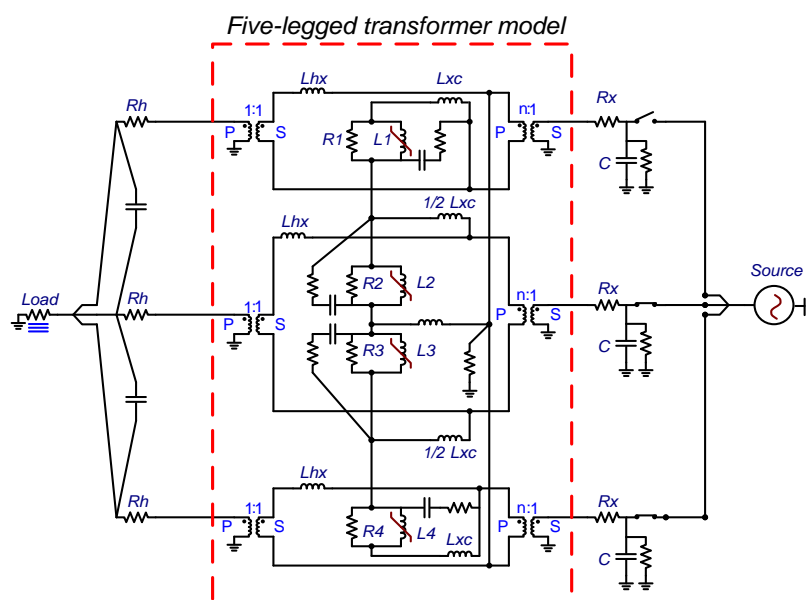 Five-legged transformer model
Lhx
Lxc
Rh
1:1
n:1
Rx
P
S
R1
L1
P
S
C
1/2 Lxc
Lhx
Load
Rh
1:1
R2
L2
n:1
Rx
Source
P
S
R3
L3
P
S
C
1/2 Lxc
Lhx
Rh
1:1
n:1
Rx
P
S
R4
L4
P
S
Lxc
C